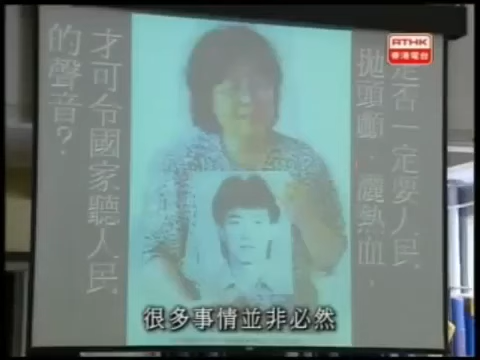 RTHK
香港電台
是否一定要人民
拋頭顱，灑熱血，
才可令國家聽人民
的聲音？
很多事情並非必然